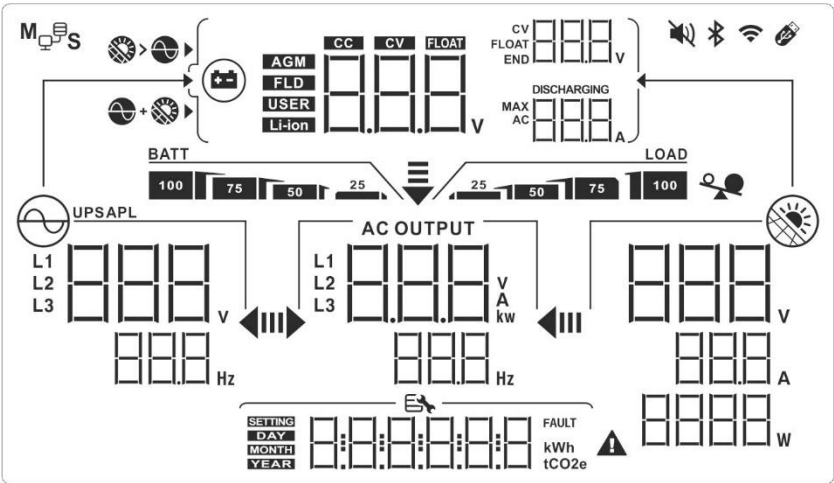 M S
CC CV FLOAT
AGM
FLD
USER
Li-ion
V
CV
FLOAT
END
V
DISCHARGING
MAX
AC
A
BATT
LOAD
100 75 50 25
25 50 75 100
UPSAPL
AC OUTPUT
L1
L2
L3
V
Hz
L1
L2
L3
V
A
kw
Hz
V
A
W
SETTING
DAY
MONTH
YEAR
FAULT
kWh
tCO2e